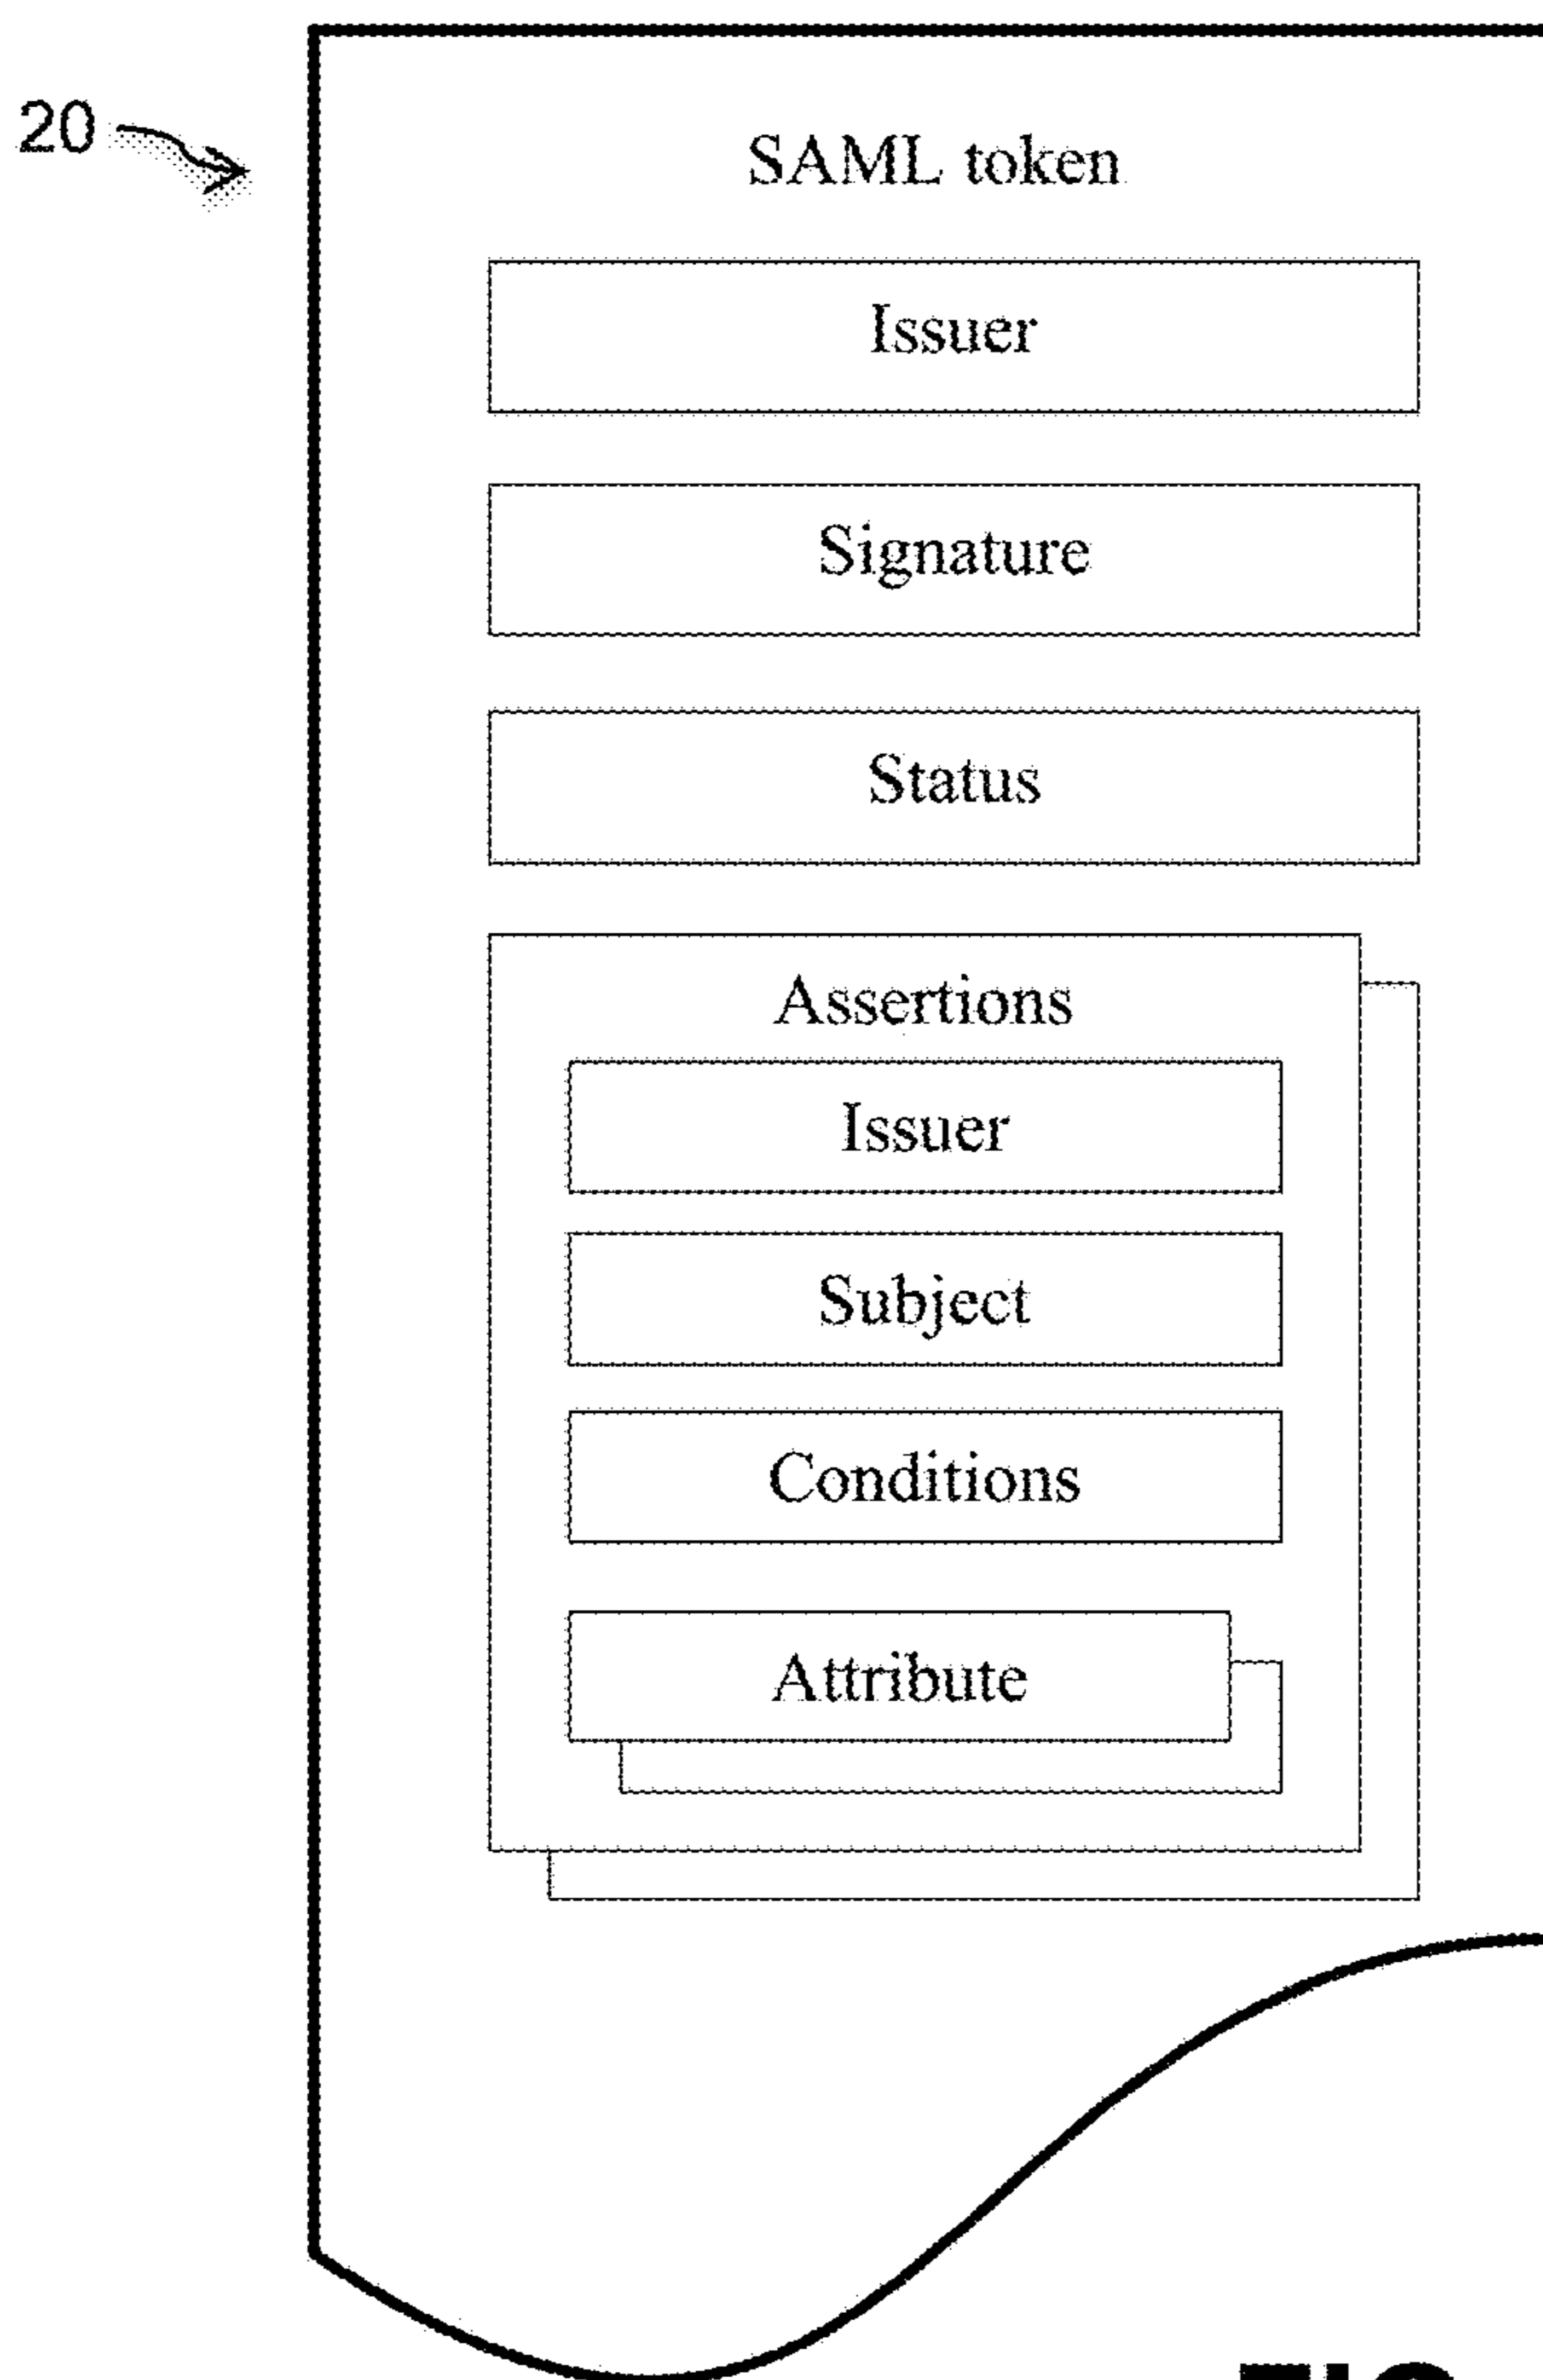 20
SAML token
Issuer
Signature
Status
Assertions
Issuer
Subject
Conditions
Attribute